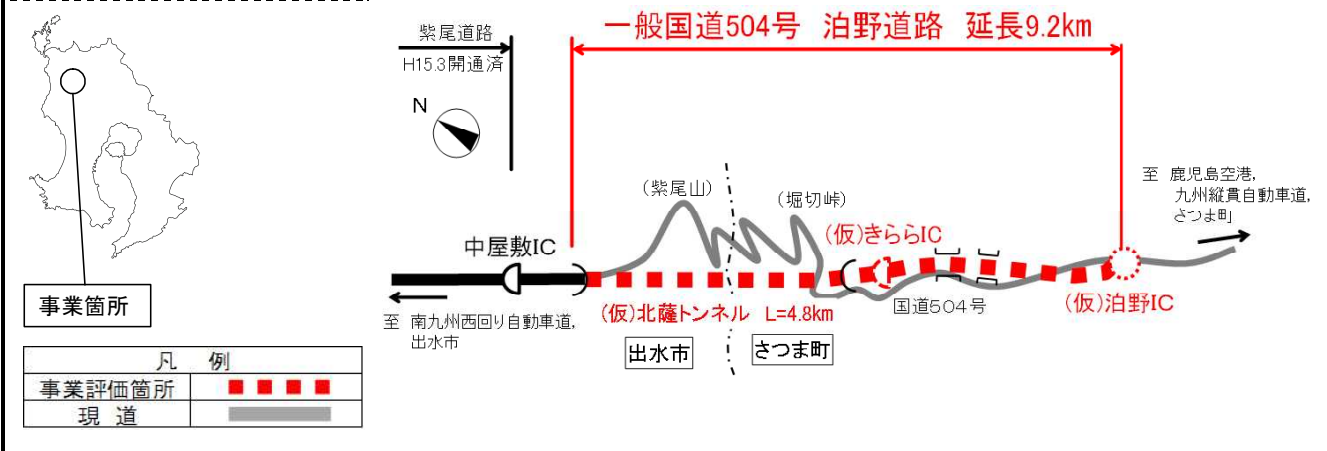 一般国道504号 泊野道路 延長9.2km
紫尾道路
H15.3開通済
N
(紫尾山)
(堀切峠)
至 鹿児島空港,
九州縦貫自動車道,
さつま町
中屋敷IC
(仮)きららIC
事業箇所
至 南九州西回り自動車道,
出水市
(仮)北薩トンネル L=4.8km
国道504号
(仮)泊野IC
出水市
さつま町
凡 例
事業評価箇所
現 道